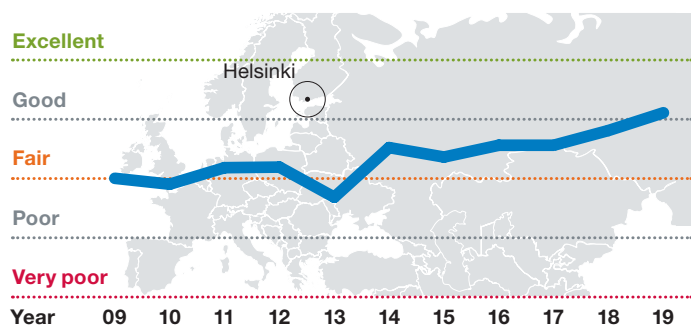 Excellent
Helsinki
Good
Fair
Poor
Very poor
Year 09 10 11 12 13 14 15 16 17 18 19